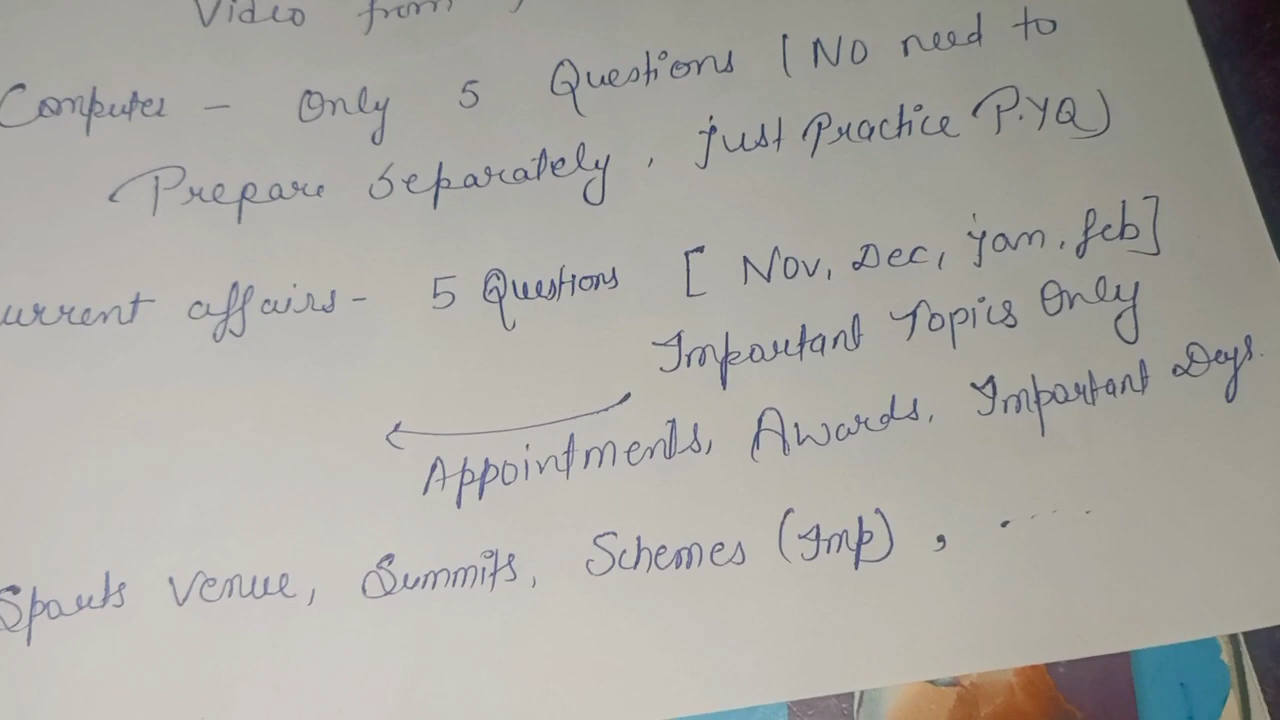 Video from
Computer - Only 5 Questions (No need to
Prepare Separately, just Practice P.YQ)
urrent affairs - 5 Questions [Nov, Dec, jan, feb]
Important Topics Only
Appointments, Awards, Important Days.
Sports Venue, Summits, Schemes (Imp), .....